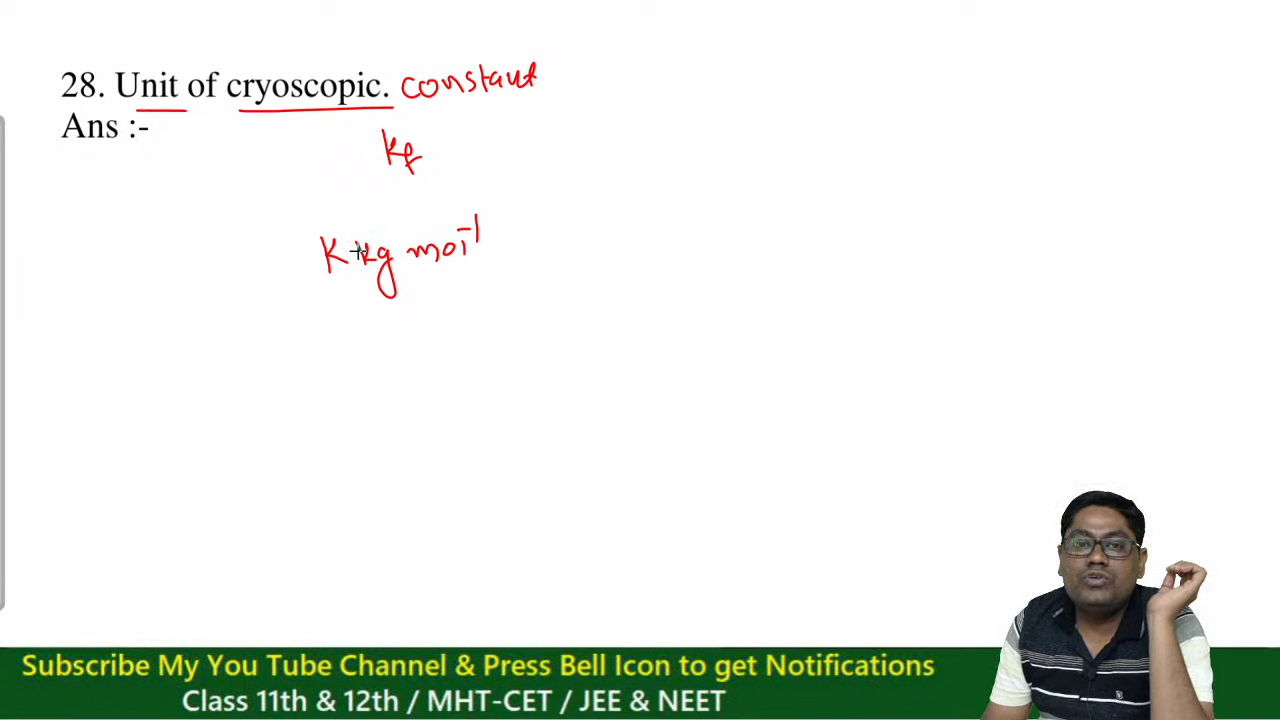 28. Unit of cryoscopic. constant
Ans :-
kf
K kg mol-1
Subscribe My You Tube Channel & Press Bell Icon to get Notifications
Class 11th & 12th / MHT-CET / JEE & NEET